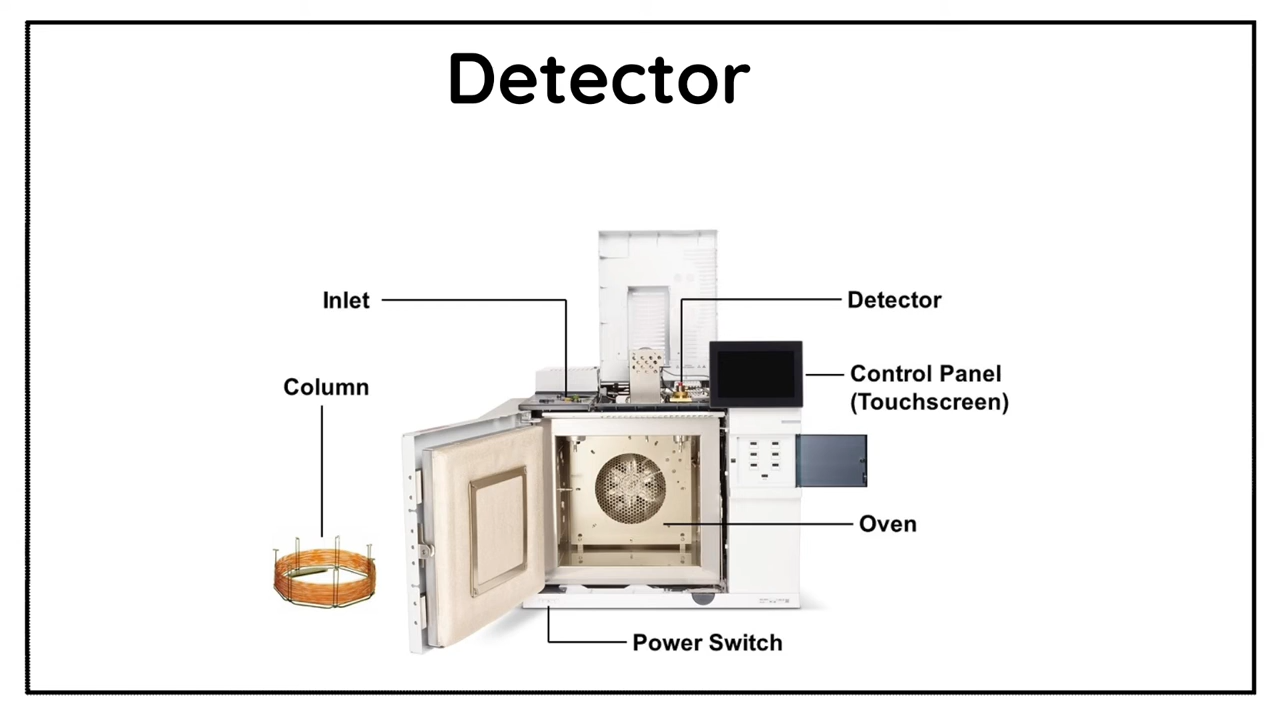 Detector
Inlet
Detector
Control Panel
(Touchscreen)
Column
Oven
Power Switch